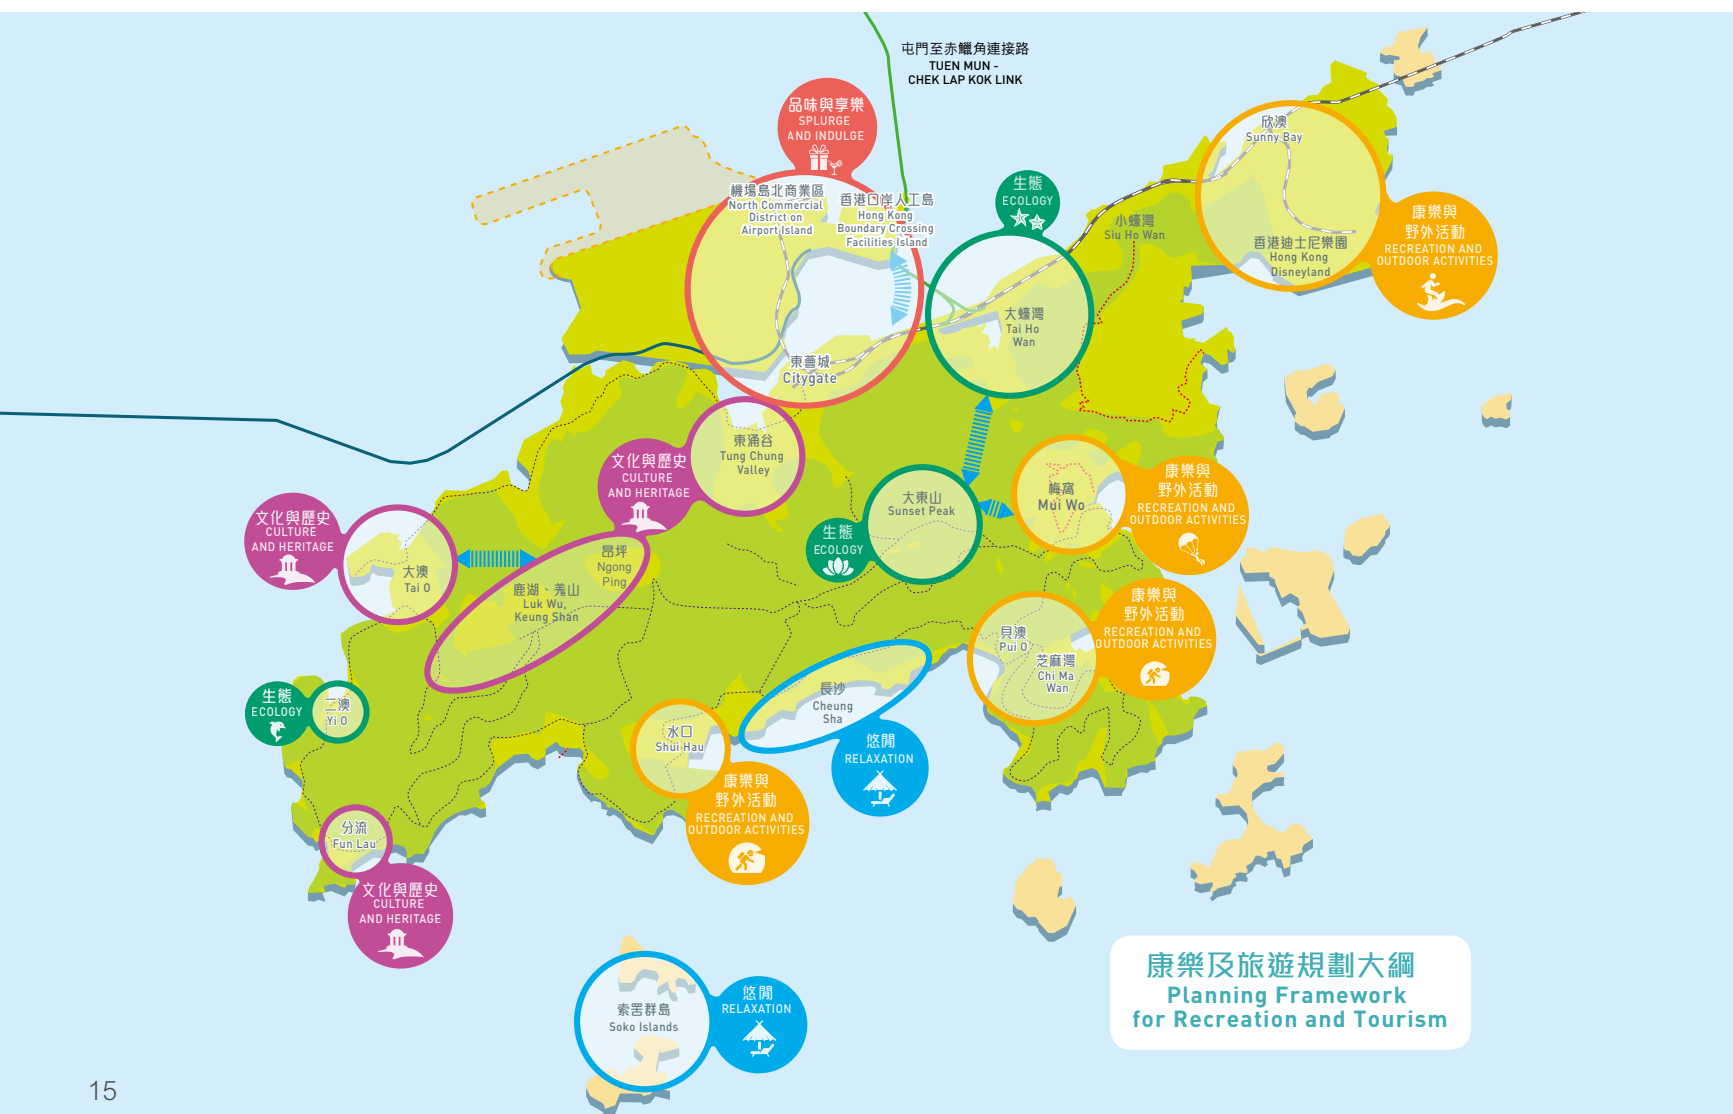 屯門至赤鱲角連接路
TUEN MUN -
CHEK LAP KOK LINK
品味與享樂
SPLURGE
AND INDULGE
機場島北商業區
North Commercial
District on
Airport Island
香港口岸人工島
Hong Kong
Boundary Crossing
Facilities Island
生態
ECOLOGY
小蠔灣
Siu Ho Wan
欣澳
Sunny Bay
香港迪士尼樂園
Hong Kong
Disneyland
康樂與
野外活動
RECREATION AND
OUTDOOR ACTIVITIES
大蠔灣
Tai Ho
Wan
東薈城
Citygate
東涌谷
Tung Chung
Valley
文化與歷史
CULTURE
AND HERITAGE
大東山
Sunset Peak
梅窩
Mui Wo
康樂與
野外活動
RECREATION AND
OUTDOOR ACTIVITIES
文化與歷史
CULTURE
AND HERITAGE
大澳
Tai O
昂坪
Ngong
Ping
生態
ECOLOGY
鹿湖、羗山
Luk Wu,
Keung Shan
康樂與
野外活動
RECREATION AND
OUTDOOR ACTIVITIES
貝澳
Pui O
芝麻灣
Chi Ma
Wan
生態
ECOLOGY
二澳
Yi O
長沙
Cheung
Sha
水口
Shui Hau
悠閒
RELAXATION
康樂與
野外活動
RECREATION AND
OUTDOOR ACTIVITIES
分流
Fun Lau
文化與歷史
CULTURE
AND HERITAGE
索罟群島
Soko Islands
悠閒
RELAXATION
康樂及旅遊規劃大綱
Planning Framework
for Recreation and Tourism
15